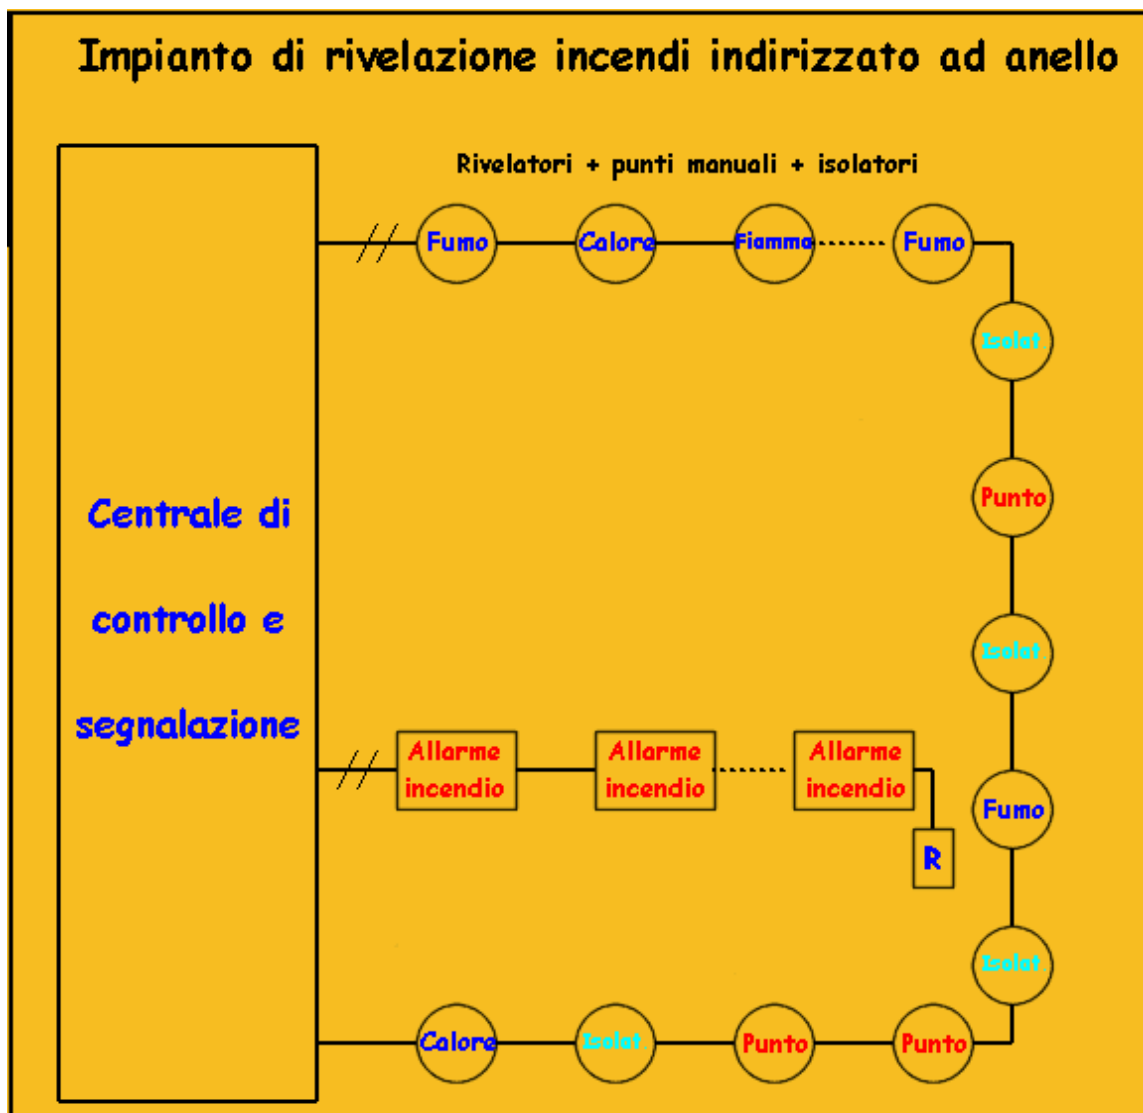 Impianto di rivelazione incendi indirizzato ad anello
Rivelatori + punti manuali + isolatori
Fumo
Calore
Fiamma
Fumo
Isolat.
Punto
Centrale di
controllo e
segnalazione
Isolat.
Allarme
incendio
Allarme
incendio
Allarme
incendio
Fumo
R
Isolat.
Calore
Isolat.
Punto
Punto